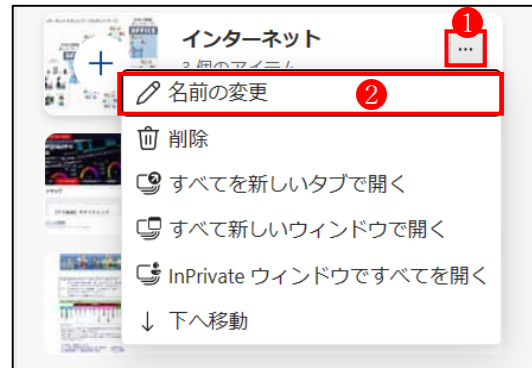 インターネット
1
...
3 個のアイテム
名前の変更
2
削除
すべてを新しいタブで開く
すべて新しいウィンドウで開く
InPrivate ウィンドウですべてを開く
下へ移動